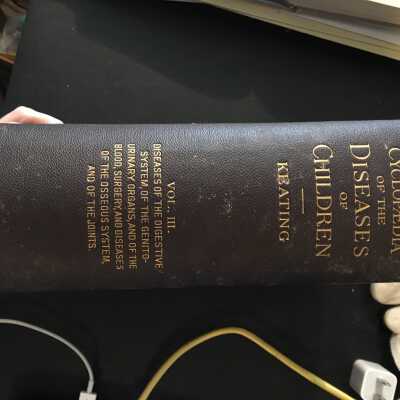 CYCLOPÆDIA
OF THE
DISEASES
OF
CHILDREN
KEATING
VOL. III.
DISEASES OF THE DIGESTIVE
SYSTEM, OF THE GENITO-
URINARY ORGANS, AND OF THE
BLOOD, SURGERY, AND DISEASES
OF THE OSSEOUS SYSTEM,
AND OF THE JOINTS.